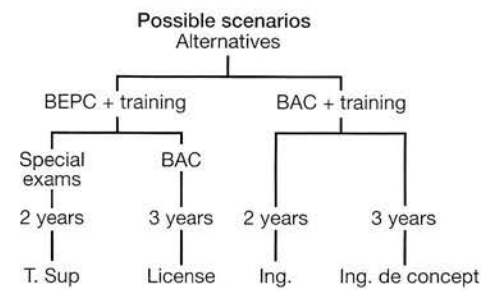 Possible scenarios
Alternatives
BEPC + training
BAC + training
Special
exams
BAC
2 years
3 years
2 years
3 years
T. Sup
License
Ing.
Ing. de concept